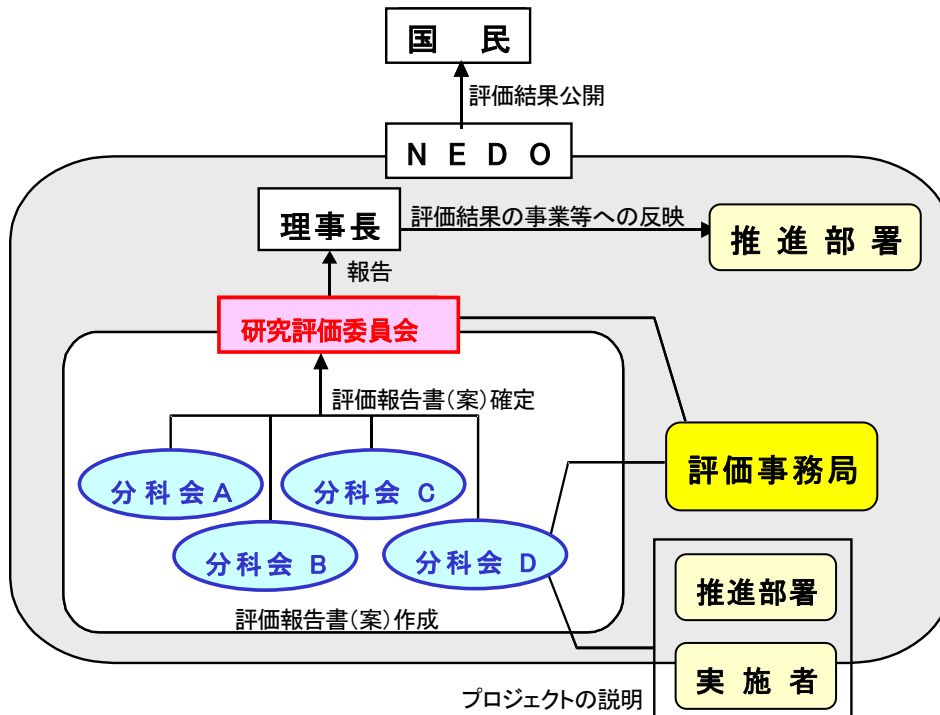 国 民
評価結果公開
N E D O
理事長
評価結果の事業等への反映
推 進 部 署
報告
研究評価委員会
評価報告書(案)確定
分科会A
分科会 C
評価事務局
分科会 B
分科会 D
推進部署
評価報告書(案)作成
実 施 者
プロジェクトの説明